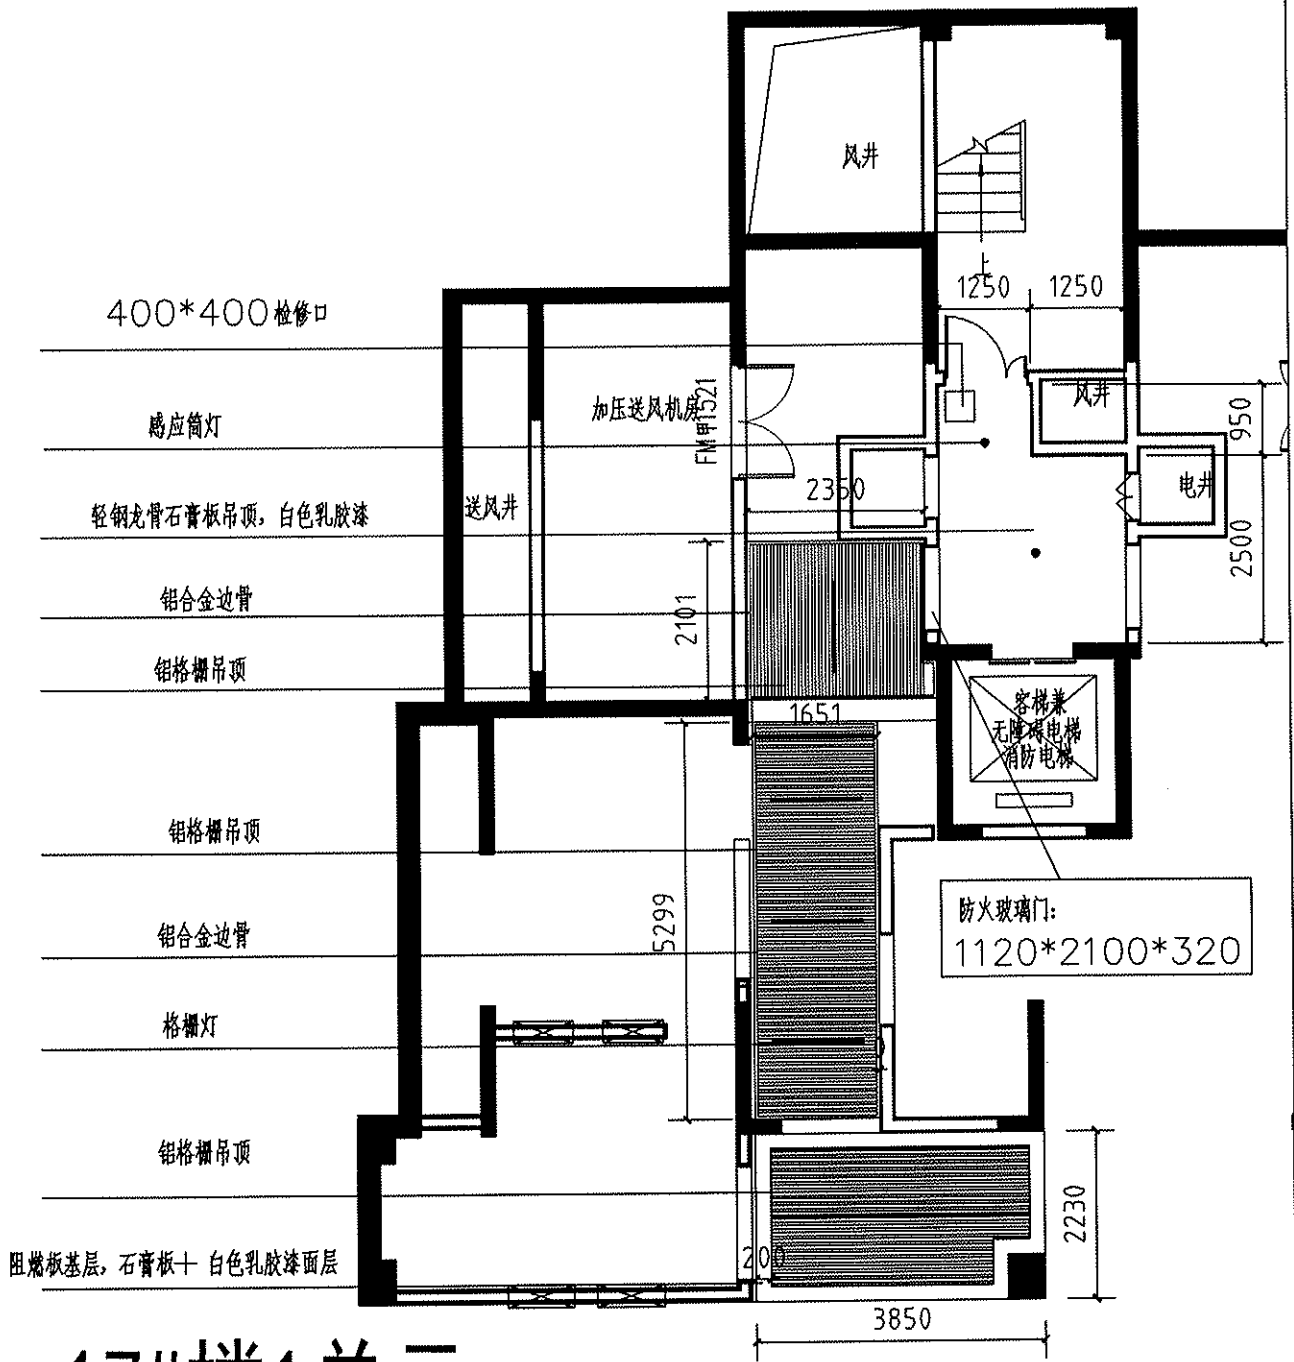 风井
上
1250
1250
400*400检修口
风井
加压送风机房
FM甲1521
950
感应筒灯
电井
2350
送风井
轻钢龙骨石膏板吊顶，白色乳胶漆
2500
铝合金边骨
2101
铝格栅吊顶
客梯兼
无障碍电梯
消防电梯
1651
铝格栅吊顶
防火玻璃门：
1120*2100*320
5299
铝合金边骨
格栅灯
铝格栅吊顶
2230
阻燃板基层，石膏板+ 白色乳胶漆面层
200
3850